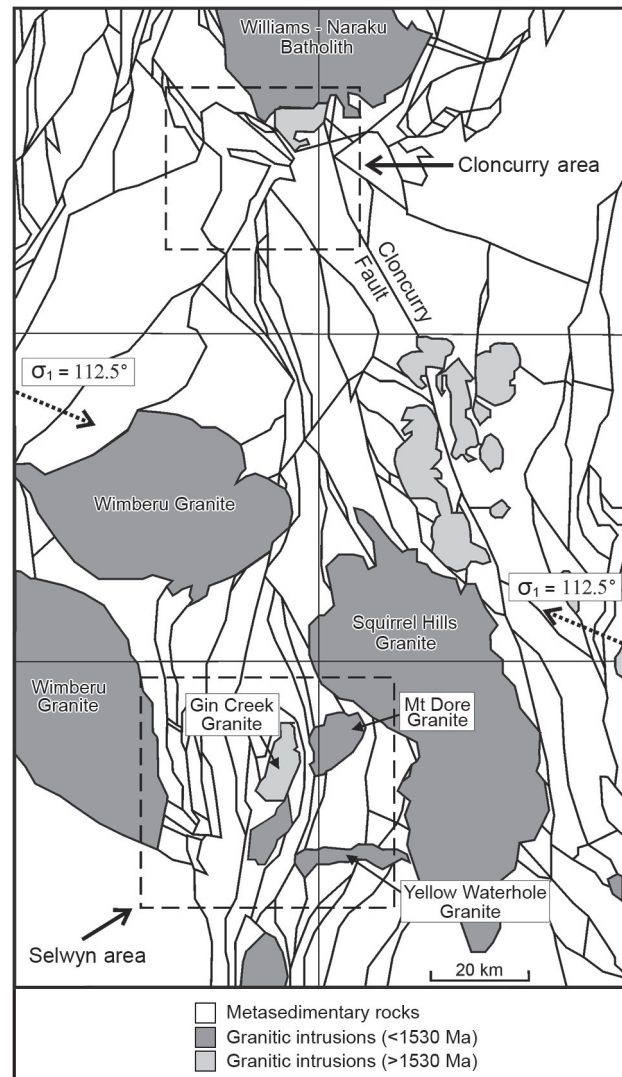 Williams - Naraku
Batholith
Cloncurry area
Cloncurry
Fault
σ₁ = 112.5°
Wimberu Granite
σ₁ = 112.5°
Squirrel Hills
Granite
Wimberu
Granite
Gin Creek
Granite
Mt Dore
Granite
Yellow Waterhole
Granite
Selwyn area
20 km
Metasedimentary rocks
Granitic intrusions (<1530 Ma)
Granitic intrusions (>1530 Ma)